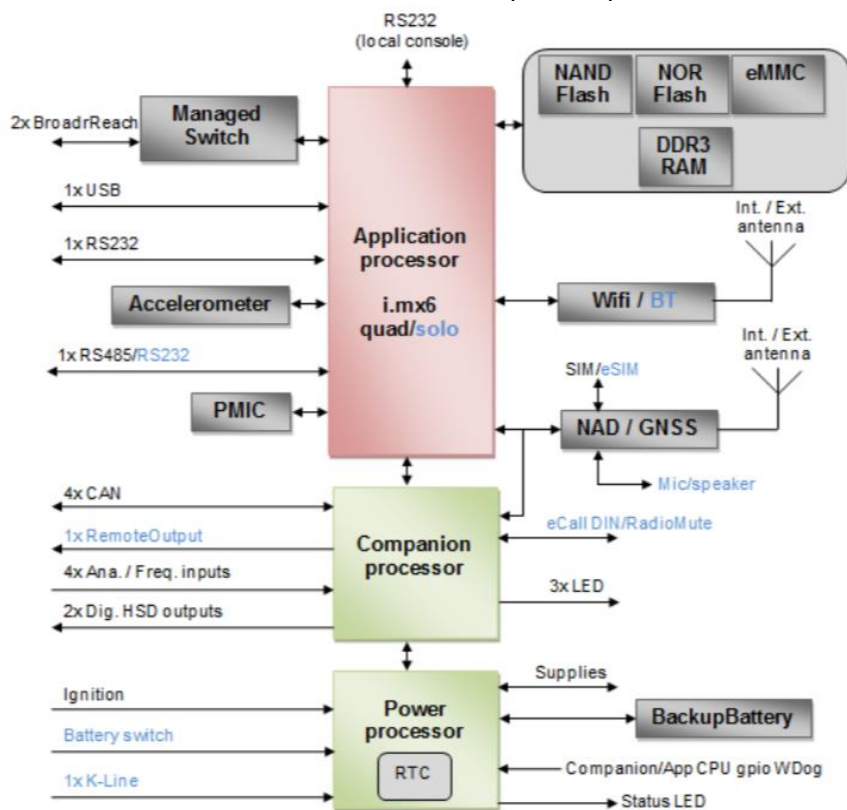 RS232
(local console)
NAND
Flash
NOR
Flash
eMMC
DDR3
RAM
2x BroadrReach
Managed
Switch
1x USB
1x RS232
Application
processor
i.mx6
quad/solo
Accelerometer
1x RS485/RS232
PMIC
Int. / Ext.
antenna
Wifi / BT
Int. / Ext.
antenna
SIM/eSIM
NAD / GNSS
Mic/speaker
4x CAN
1x RemoteOutput
4x Ana. / Freq. inputs
2x Dig. HSD outputs
Companion
processor
eCall DIN/RadioMute
3x LED
Ignition
Battery switch
1x K-Line
Power
processor
RTC
Supplies
BackupBattery
Companion/App CPU gpio WDog
Status LED